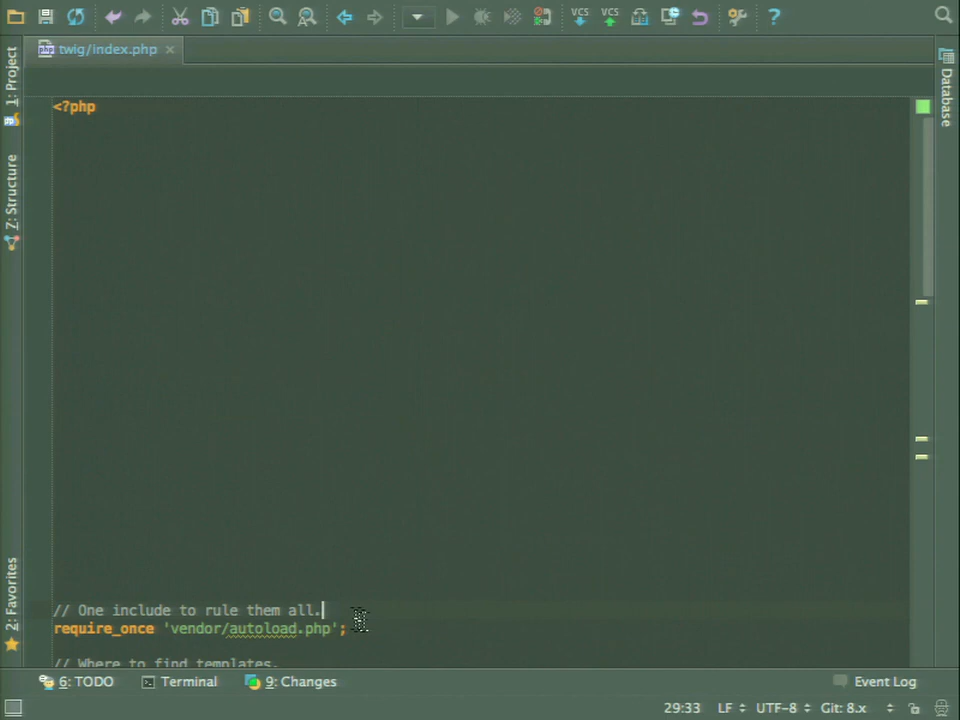 VCS VCS ?
twig/index.php
1: Project
Z: Structure
2: Favorites
Database
<?php
// One include to rule them all.
require_once 'vendor/autoload.php';
// Where to find templates.
6: TODO Terminal 9: Changes Event Log
29:33 LF UTF-8 Git: 8.x